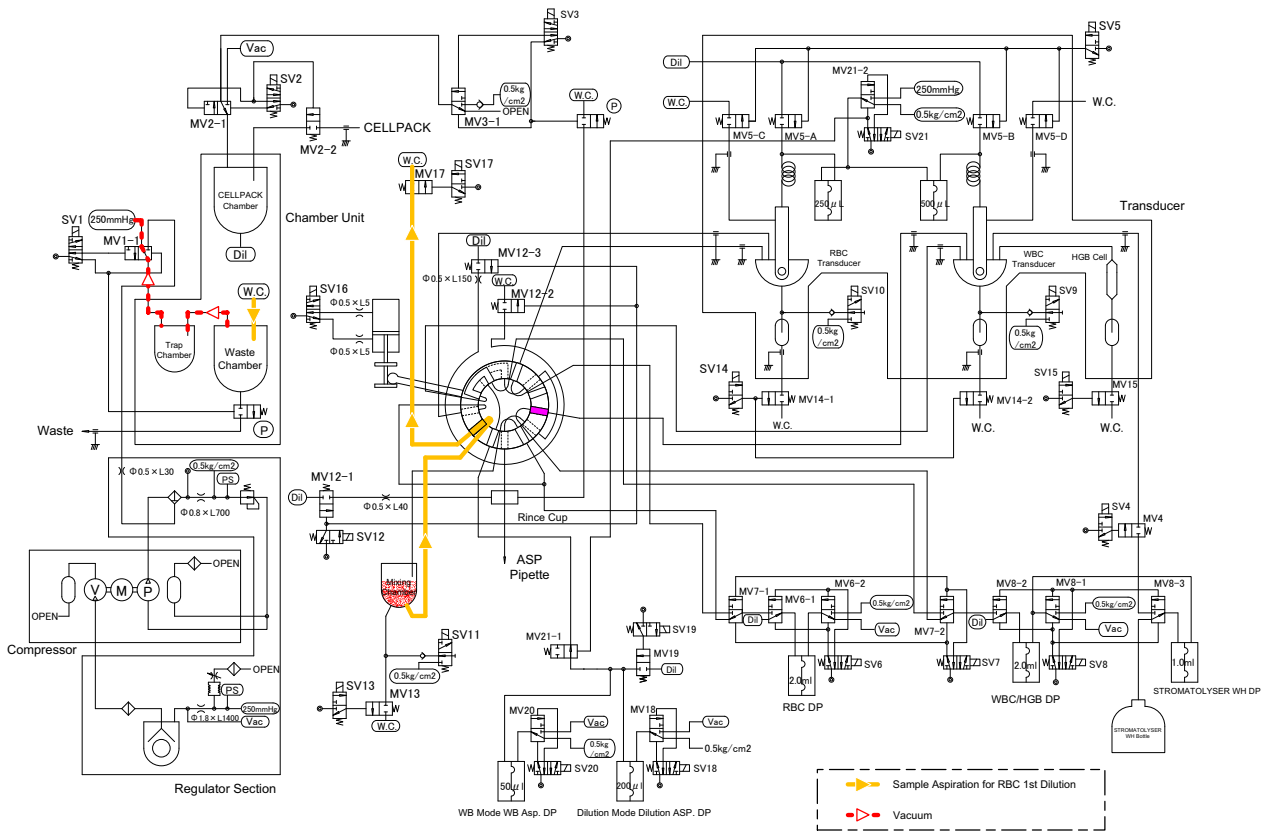 SV3
Vac
SV2
0.5kg
/cm2
OPEN
MV2-1
MV3-1
MV2-2
CELLPACK
W.C.
P
SV5
Dil
MV21-2
250mmHg
0.5kg/cm2
SV21
W.C.
W.C.
MV5-C
MV5-A
MV5-B
MV5-D
250μL
500μL
Transducer
CELLPACK
Chamber
Dil
Chamber Unit
W.C.
SV17
MV17
SV1
250mmHg
MV1-1
W.C.
Trap
Chamber
Waste
Chamber
P
Waste
Dil
MV12-3
Φ0.5×L150
W.C.
MV12-2
SV16
Φ0.5×L5
Φ0.5×L5
RBC
Transducer
WBC
Transducer
HGB Cell
SV10
0.5kg
/cm2
SV9
0.5kg
/cm2
SV14
MV14-1
W.C.
MV14-2
W.C.
SV15
MV15
W.C.
Φ0.5×L30
0.5kg/cm2
PS
Φ0.8×L700
MV12-1
Dil
Φ0.5×L40
SV12
Rince Cup
ASP
Pipette
OPEN
V
M
P
OPEN
Compressor
Mixing
Chamber
SV11
0.5kg/cm2
SV13
MV13
W.C.
SV4
MV4
MV7-1
MV6-1
MV6-2
Dil
0.5kg/cm2
Vac
SV6
2.0ml
RBC DP
MV7-2
SV7
MV8-2
MV8-1
MV8-3
Dil
0.5kg/cm2
Vac
SV8
2.0ml
WBC/HGB DP
1.0ml
STROMATOLYSER WH DP
STROMATOLYSER
WH Bottle
SV19
MV21-1
MV19
Dil
MV20
Vac
0.5kg
/cm2
SV20
50μl
WB Mode WB Asp. DP
MV18
Vac
0.5kg/cm2
SV18
200μl
Dilution Mode Dilution ASP. DP
OPEN
PS
250mmHg
Φ1.8×L1400
Vac
Regulator Section
Sample Aspiration for RBC 1st Dilution
Vacuum